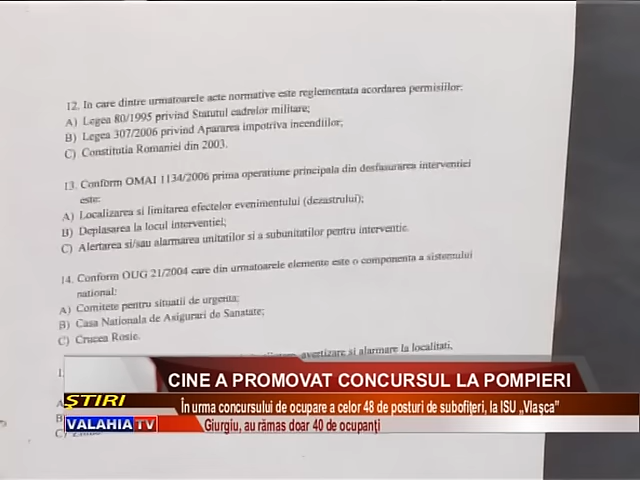 12. In care dintre urmatoarele acte normative este reglementata acordarea permisiilor:
A) Legea 80/1995 privind Statutul cadrelor militare;
B) Legea 307/2006 privind Apararea impotriva incendiilor;
C) Constitutia Romaniei din 2003.
13. Conform OMAI 1134/2006 prima operatiune principala din desfasurarea interventiei
este:
A) Localizarea si limitarea efectelor evenimentului (dezastrului);
B) Deplasarea la locul interventiei;
C) Alertarea si/sau alarmarea unitatilor si a subunitatilor pentru interventie.
14. Conform OUG 21/2004 care din urmatoarele elemente este o componenta a sistemului
national:
A) Comitete pentru situatii de urgenta;
B) Casa Nationala de Asigurari de Sanatate;
C) Crucea Rosie.
avertizare si alarmare la localitati,
CINE A PROMOVAT CONCURSUL LA POMPIERI
ŞTIRI
În urma concursului de ocupare a celor 48 de posturi de subofiţeri, la ISU „Vlaşca”
VALAHIA TV
Giurgiu, au rămas doar 40 de ocupanţi